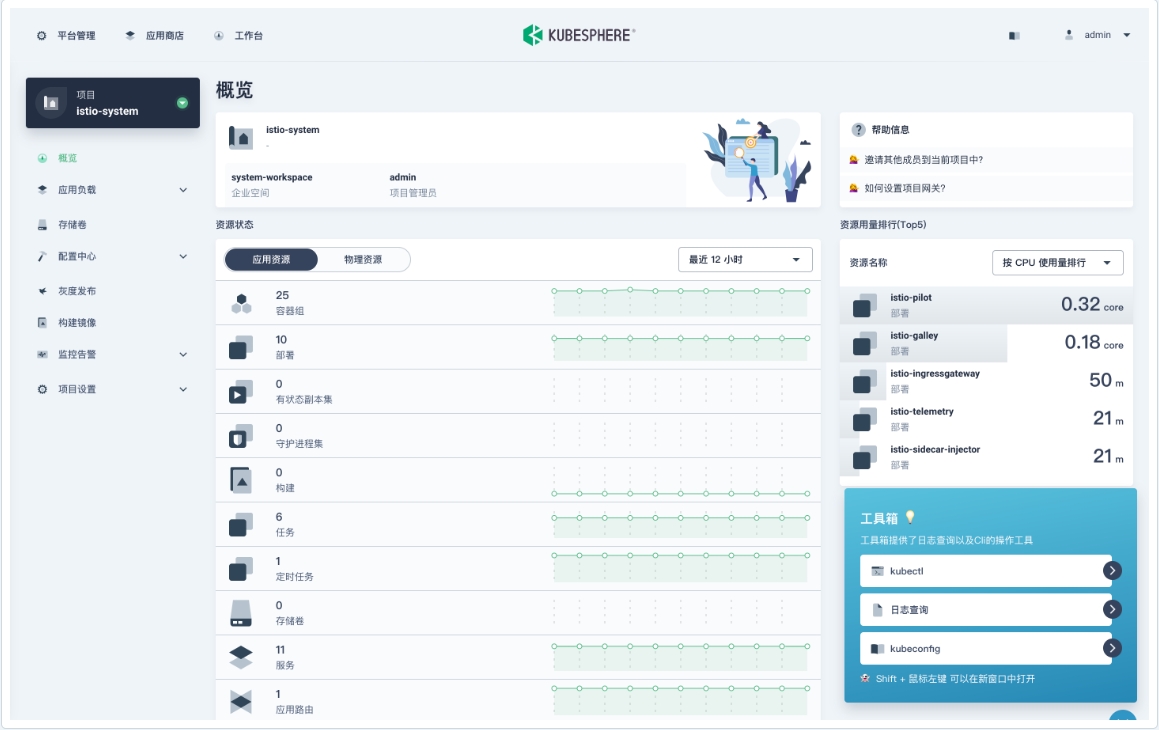 平台管理
应用商店
工作台
KUBESPHERE
admin
项目
istio-system
概览
应用负载
存储卷
配置中心
灰度发布
构建镜像
监控告警
项目设置
概览
istio-system
-
system-workspace
企业空间
admin
项目管理员
资源状态
应用资源
物理资源
最近 12 小时
25
容器组
10
部署
0
有状态副本集
0
守护进程集
0
构建
6
任务
1
定时任务
0
存储卷
11
服务
1
应用路由
帮助信息
邀请其他成员到当前项目中?
如何设置项目网关?
资源用量排行(Top5)
资源名称
按 CPU 使用量排行
istio-pilot
部署
0.32 core
istio-galley
部署
0.18 core
istio-ingressgateway
部署
50 m
istio-telemetry
部署
21 m
istio-sidecar-injector
部署
21 m
工具箱
工具箱提供了日志查询以及Cli的操作工具
kubectl
日志查询
kubeconfig
Shift + 鼠标左键 可以在新窗口中打开